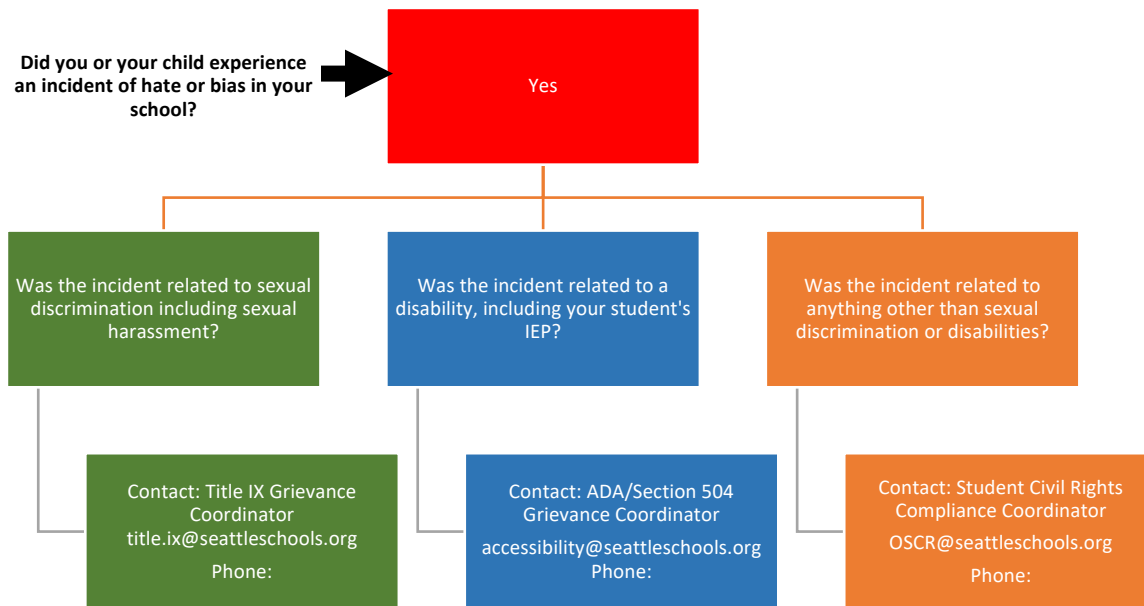 Did you or your child experience
an incident of hate or bias in your
school?
Yes
Was the incident related to sexual
discrimination including sexual
harassment?
Was the incident related to a
disability, including your student's
IEP?
Was the incident related to
anything other than sexual
discrimination or disabilities?
Contact: Title IX Grievance
Coordinator
title.ix@seattleschools.org
Phone:
Contact: ADA/Section 504
Grievance Coordinator
accessibility@seattleschools.org
Phone:
Contact: Student Civil Rights
Compliance Coordinator
OSCR@seattleschools.org
Phone: